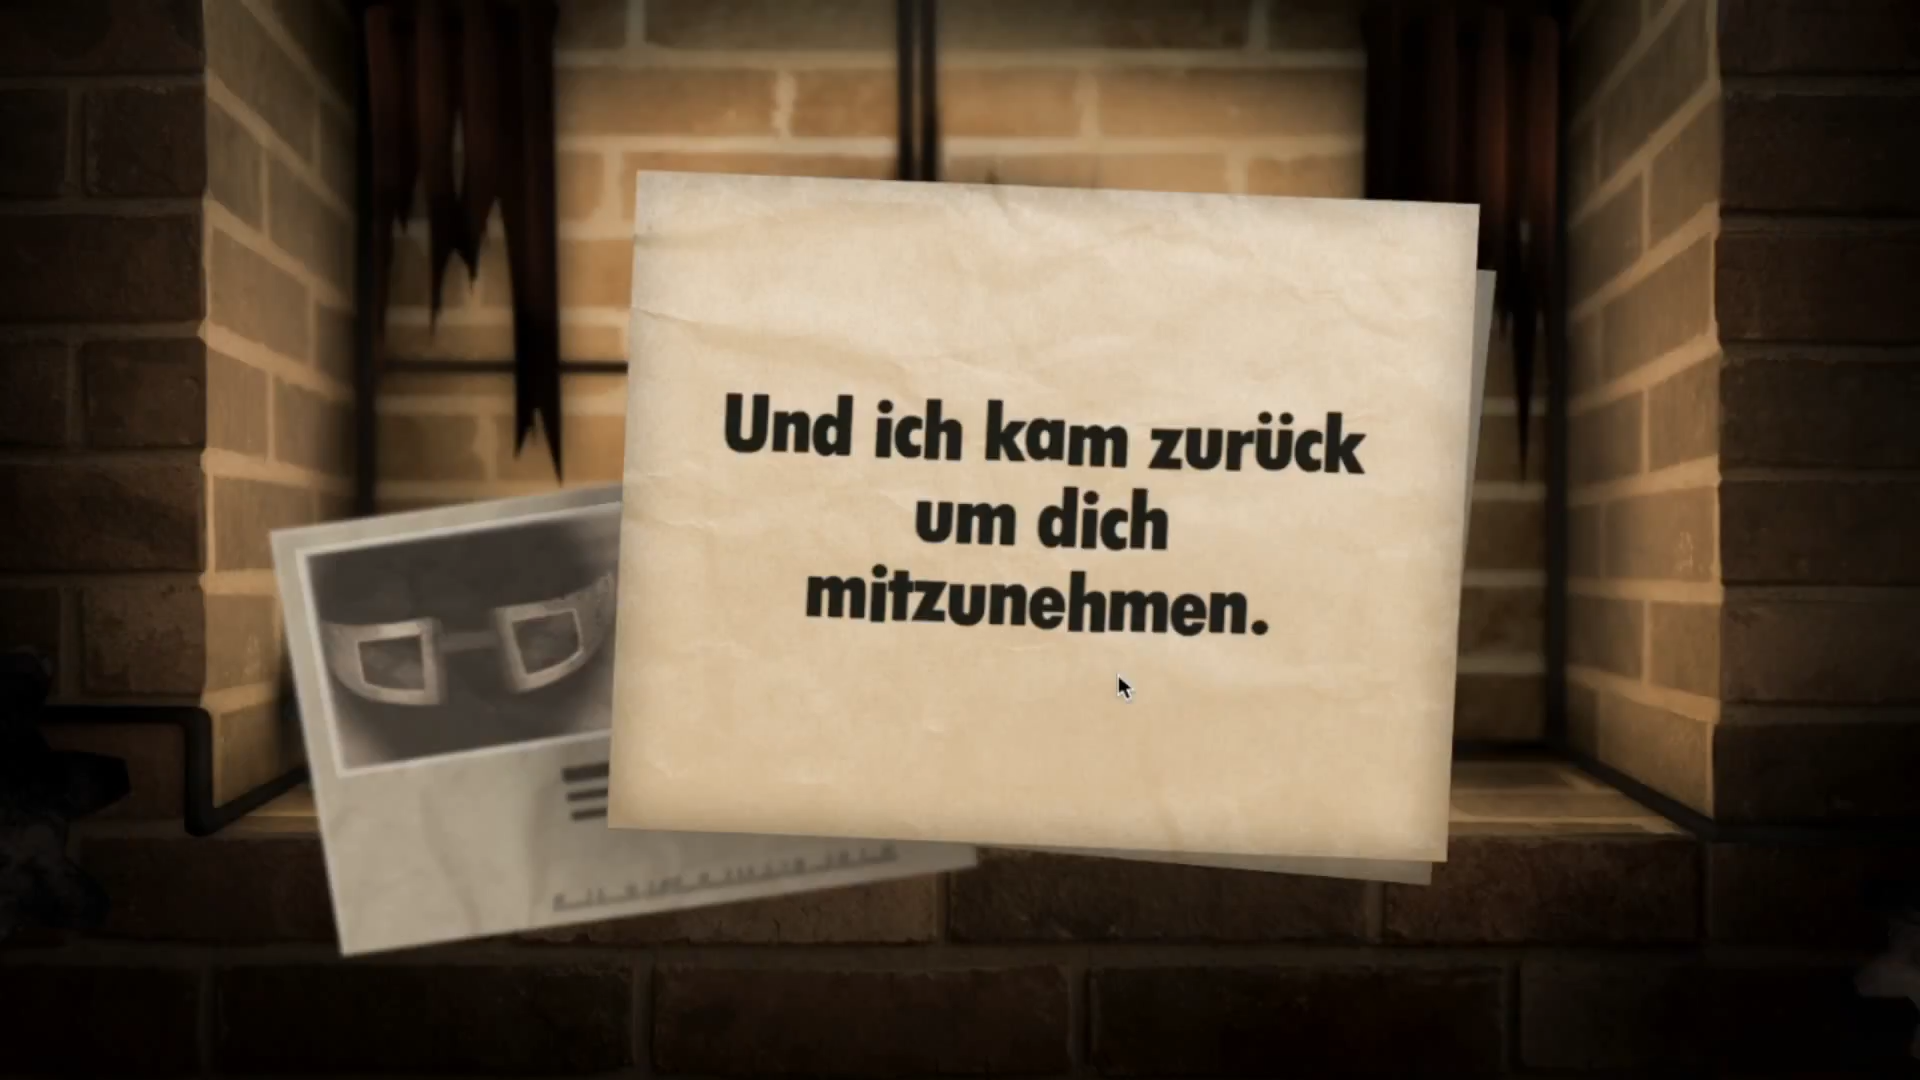 Und ich kam zurück
um dich
mitzunehmen.